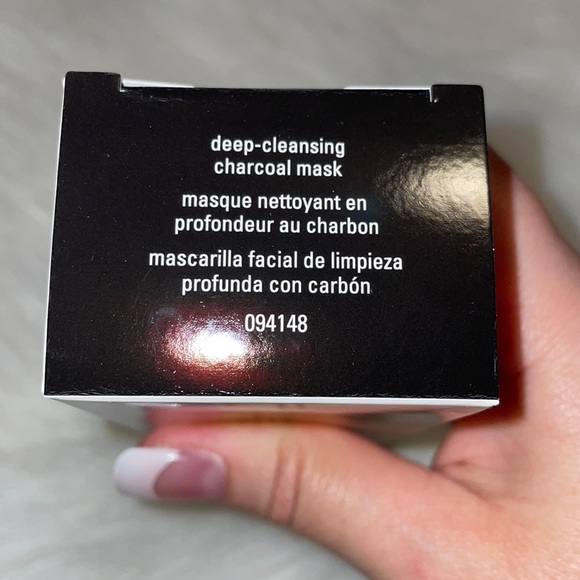 deep-cleansing
charcoal mask
masque nettoyant en
profondeur au charbon
mascarilla facial de limpieza
profunda con carbón
094148